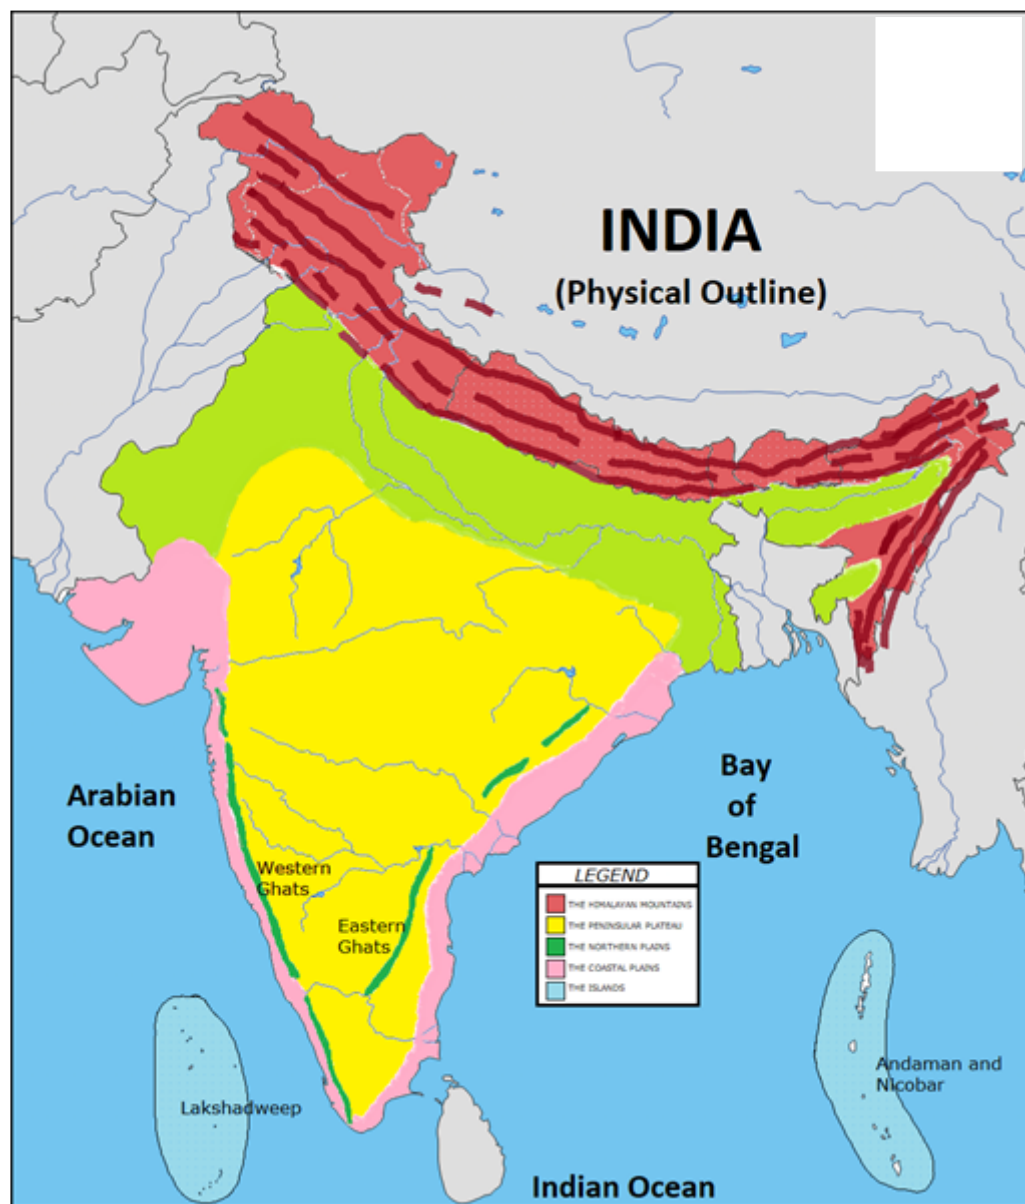 INDIA
(Physical Outline)
Arabian
Ocean
Bay
of
Bengal
Western
Ghats
Eastern
Ghats
LEGEND
THE HIMALAYAN MOUNTAINS
THE PENINSULAR PLATEAU
THE NORTHERN PLAINS
THE COASTAL PLAINS
THE ISLANDS
Lakshadweep
Andaman and
Nicobar
Indian Ocean